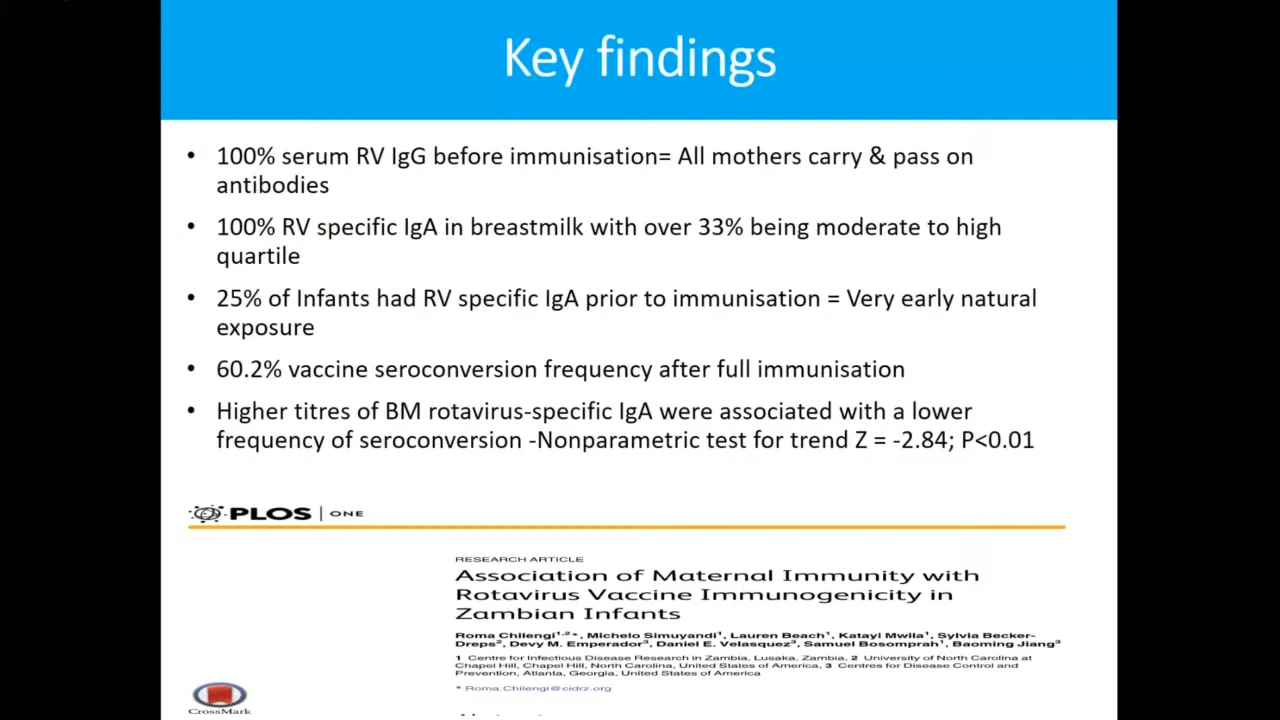 Key findings
• 100% serum RV IgG before immunisation= All mothers carry & pass on
antibodies
• 100% RV specific IgA in breastmilk with over 33% being moderate to high
quartile
• 25% of Infants had RV specific IgA prior to immunisation = Very early natural
exposure
• 60.2% vaccine seroconversion frequency after full immunisation
• Higher titres of BM rotavirus-specific IgA were associated with a lower
frequency of seroconversion -Nonparametric test for trend Z = -2.84; P<0.01
PLOS | ONE
RESEARCH ARTICLE
Association of Maternal Immunity with
Rotavirus Vaccine Immunogenicity in
Zambian Infants
Roma Chilengi1,2*, Michelo Simuyandi1, Lauren Beach1, Katayi Mwila1, Sylvia Becker-
Dreps2, Devy M. Emperador3, Daniel E. Velasquez3, Samuel Bosomprah1, Baoming Jiang3
1 Centre for Infectious Disease Research in Zambia, Lusaka, Zambia, 2 University of North Carolina at
Chapel Hill, Chapel Hill, North Carolina, United States of America, 3 Centres for Disease Control and
Prevention, Atlanta, Georgia, United States of America
* Roma.Chilengi@cidrz.org
CrossMark